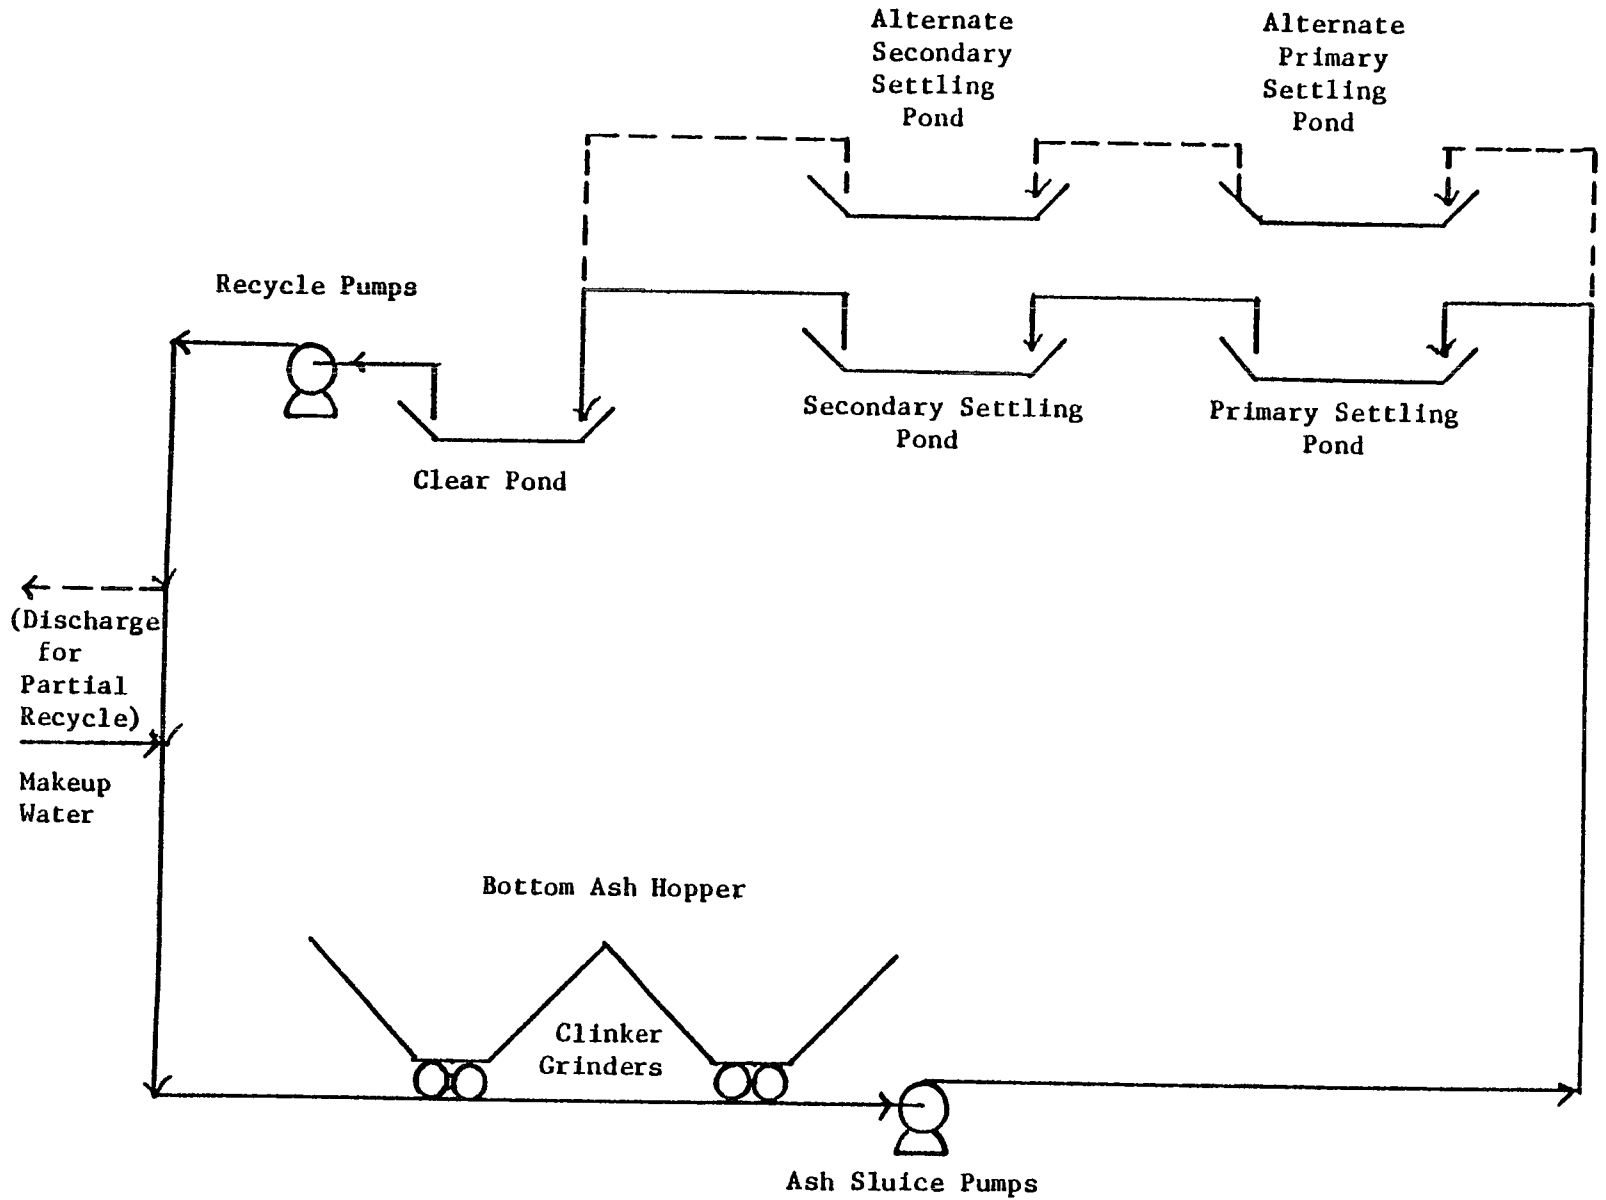 Alternate
Secondary
Settling
Pond
Alternate
Primary
Settling
Pond
Recycle Pumps
Secondary Settling
Pond
Primary Settling
Pond
Clear Pond
(Discharge
for
Partial
Recycle)
Makeup
Water
Bottom Ash Hopper
Clinker
Grinders
Ash Sluice Pumps